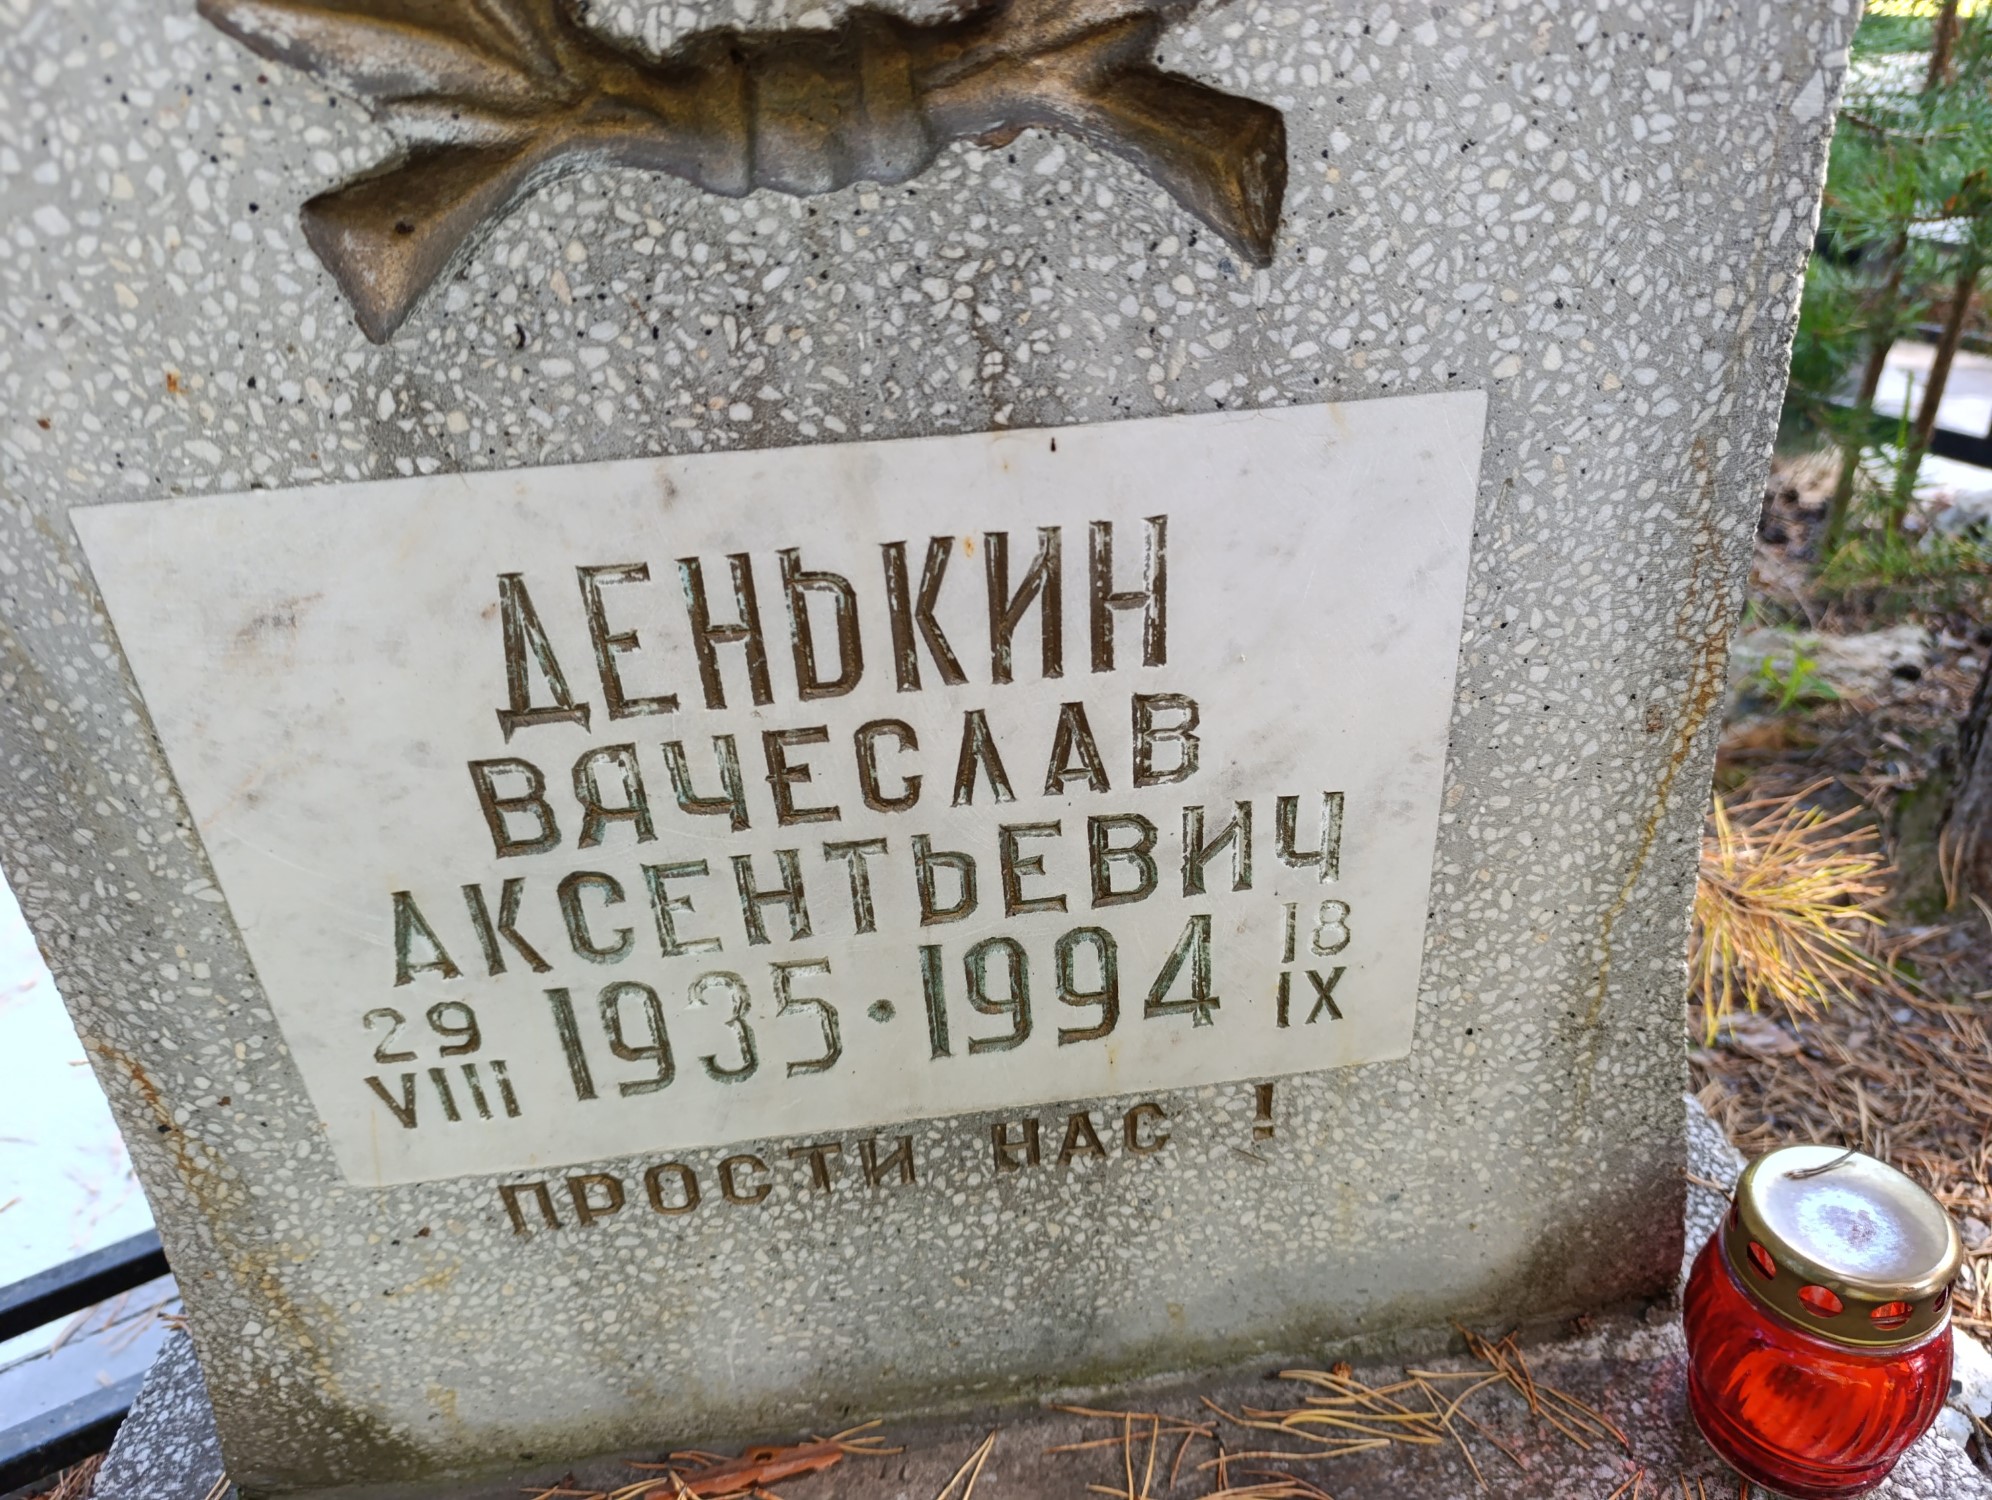 ДЕНЬКИН
ВЯЧЕСЛАВ
АКСЕНТЬЕВИЧ
29 VIII 1935 · 1994 18 IX
ПРОСТИ НАС !